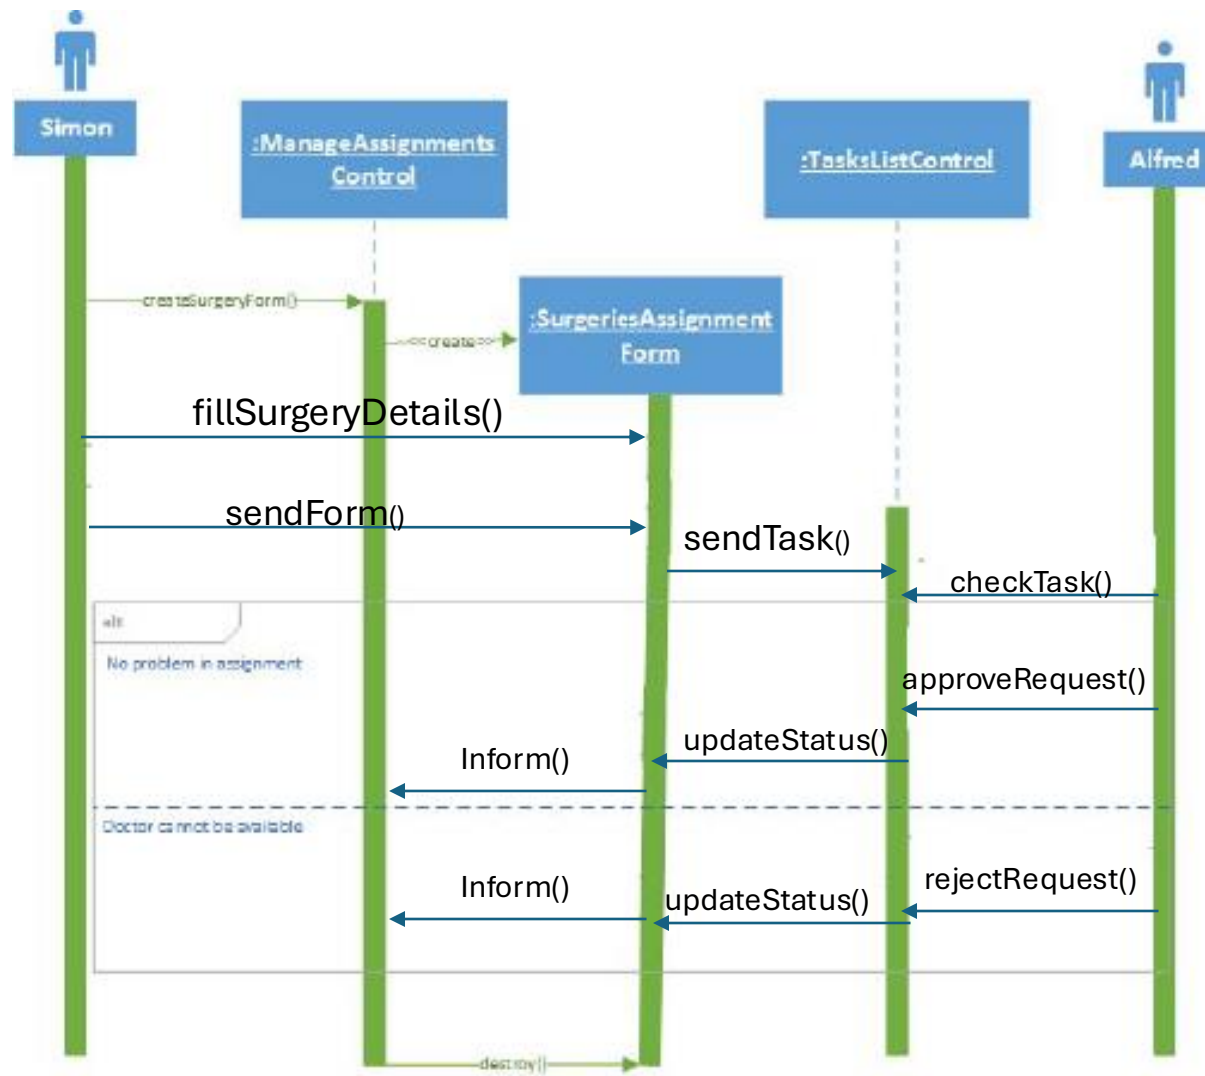 Simon
:ManageAssignments
Control
:TasksListControl
Alfred
createSurgeryForm()
:SurgeriesAssignment
Form
<<create>>
fillSurgeryDetails()
sendForm()
sendTask()
checkTask()
alt
No problem in assignment
approveRequest()
updateStatus()
Inform()
Doctor cannot be available
rejectRequest()
Inform()
updateStatus()
destroy()